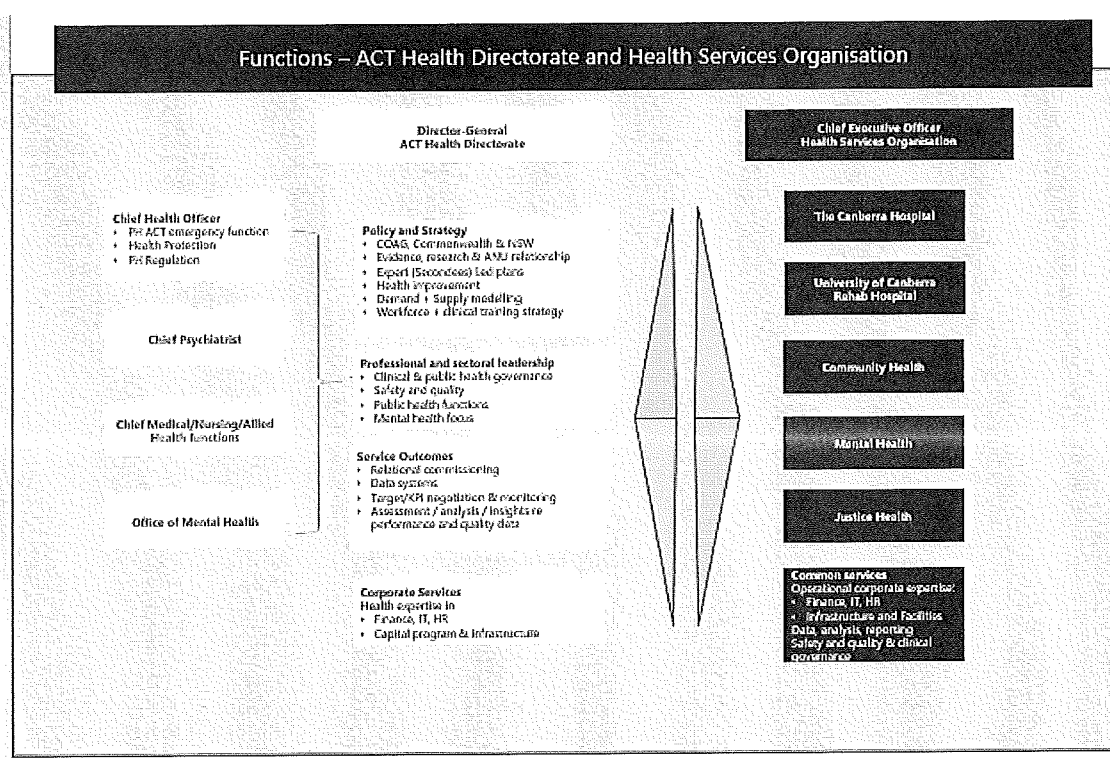 Functions – ACT Health Directorate and Health Services Organisation
Director-General
ACT Health Directorate
Chief Executive Officer
Health Services Organisation
Chief Health Officer
• PH ACT emergency function
• Health Protection
• PH Regulation
Chief Psychiatrist
Chief Medical/Nursing/Allied
Health functions
Office of Mental Health
Policy and Strategy
• COAG, Commonwealth & NSW
• Evidence, research & ANU relationship
• Expert (Secondees) Led plans
• Health improvement
• Demand + Supply modelling
• Workforce + clinical training strategy
Professional and sectoral leadership
• Clinical & public health governance
• Safety and quality
• Public health functions
• Mental health focus
Service Outcomes
• Relational commissioning
• Data systems
• Target/KPI negotiation & monitoring
• Assessment / analysis / insights re
performance and quality data
Corporate Services
Health expertise in
• Finance, IT, HR
• Capital program & Infrastructure
The Canberra Hospital
University of Canberra
Rehab Hospital
Community Health
Mental Health
Justice Health
Common services
Operational corporate expertise:
• Finance, IT, HR
• Infrastructure and Facilities
Data, analysis, reporting
Safety and quality & clinical
governance